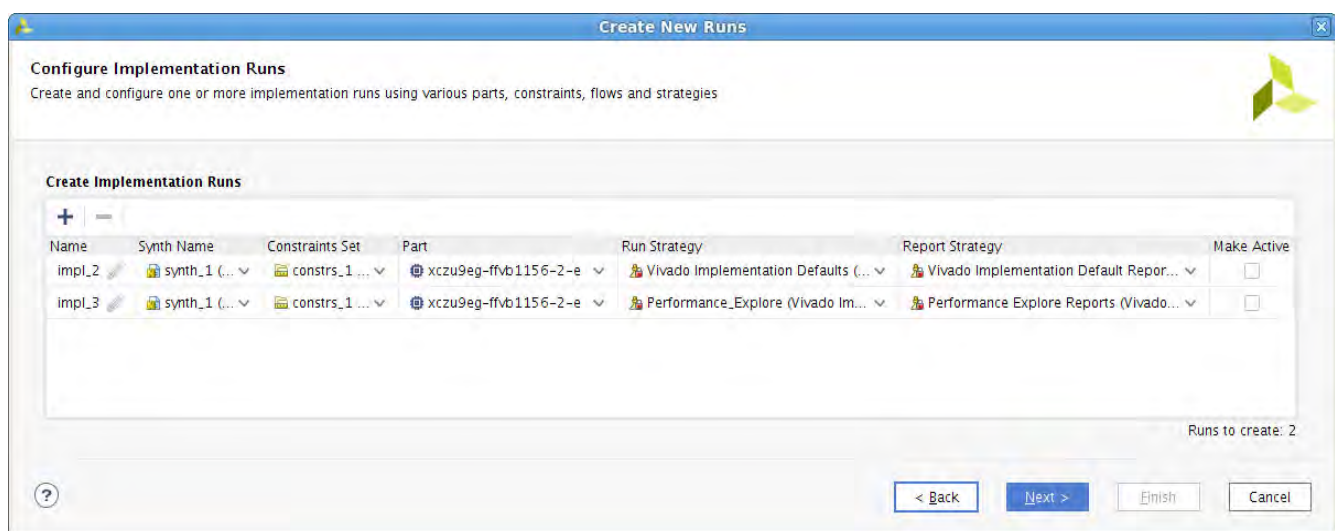 Create New Runs
Configure Implementation Runs
Create and configure one or more implementation runs using various parts, constraints, flows and strategies
Create Implementation Runs
Name Synth Name Constraints Set Part Run Strategy Report Strategy Make Active
impl_2 synth_1 (... constrs_1 ... xczu9eg-ffvb1156-2-e Vivado Implementation Defaults (... Vivado Implementation Default Repor...
impl_3 synth_1 (... constrs_1 ... xczu9eg-ffvb1156-2-e Performance_Explore (Vivado Im... Performance Explore Reports (Vivado...
Runs to create: 2
? < Back Next > Finish Cancel